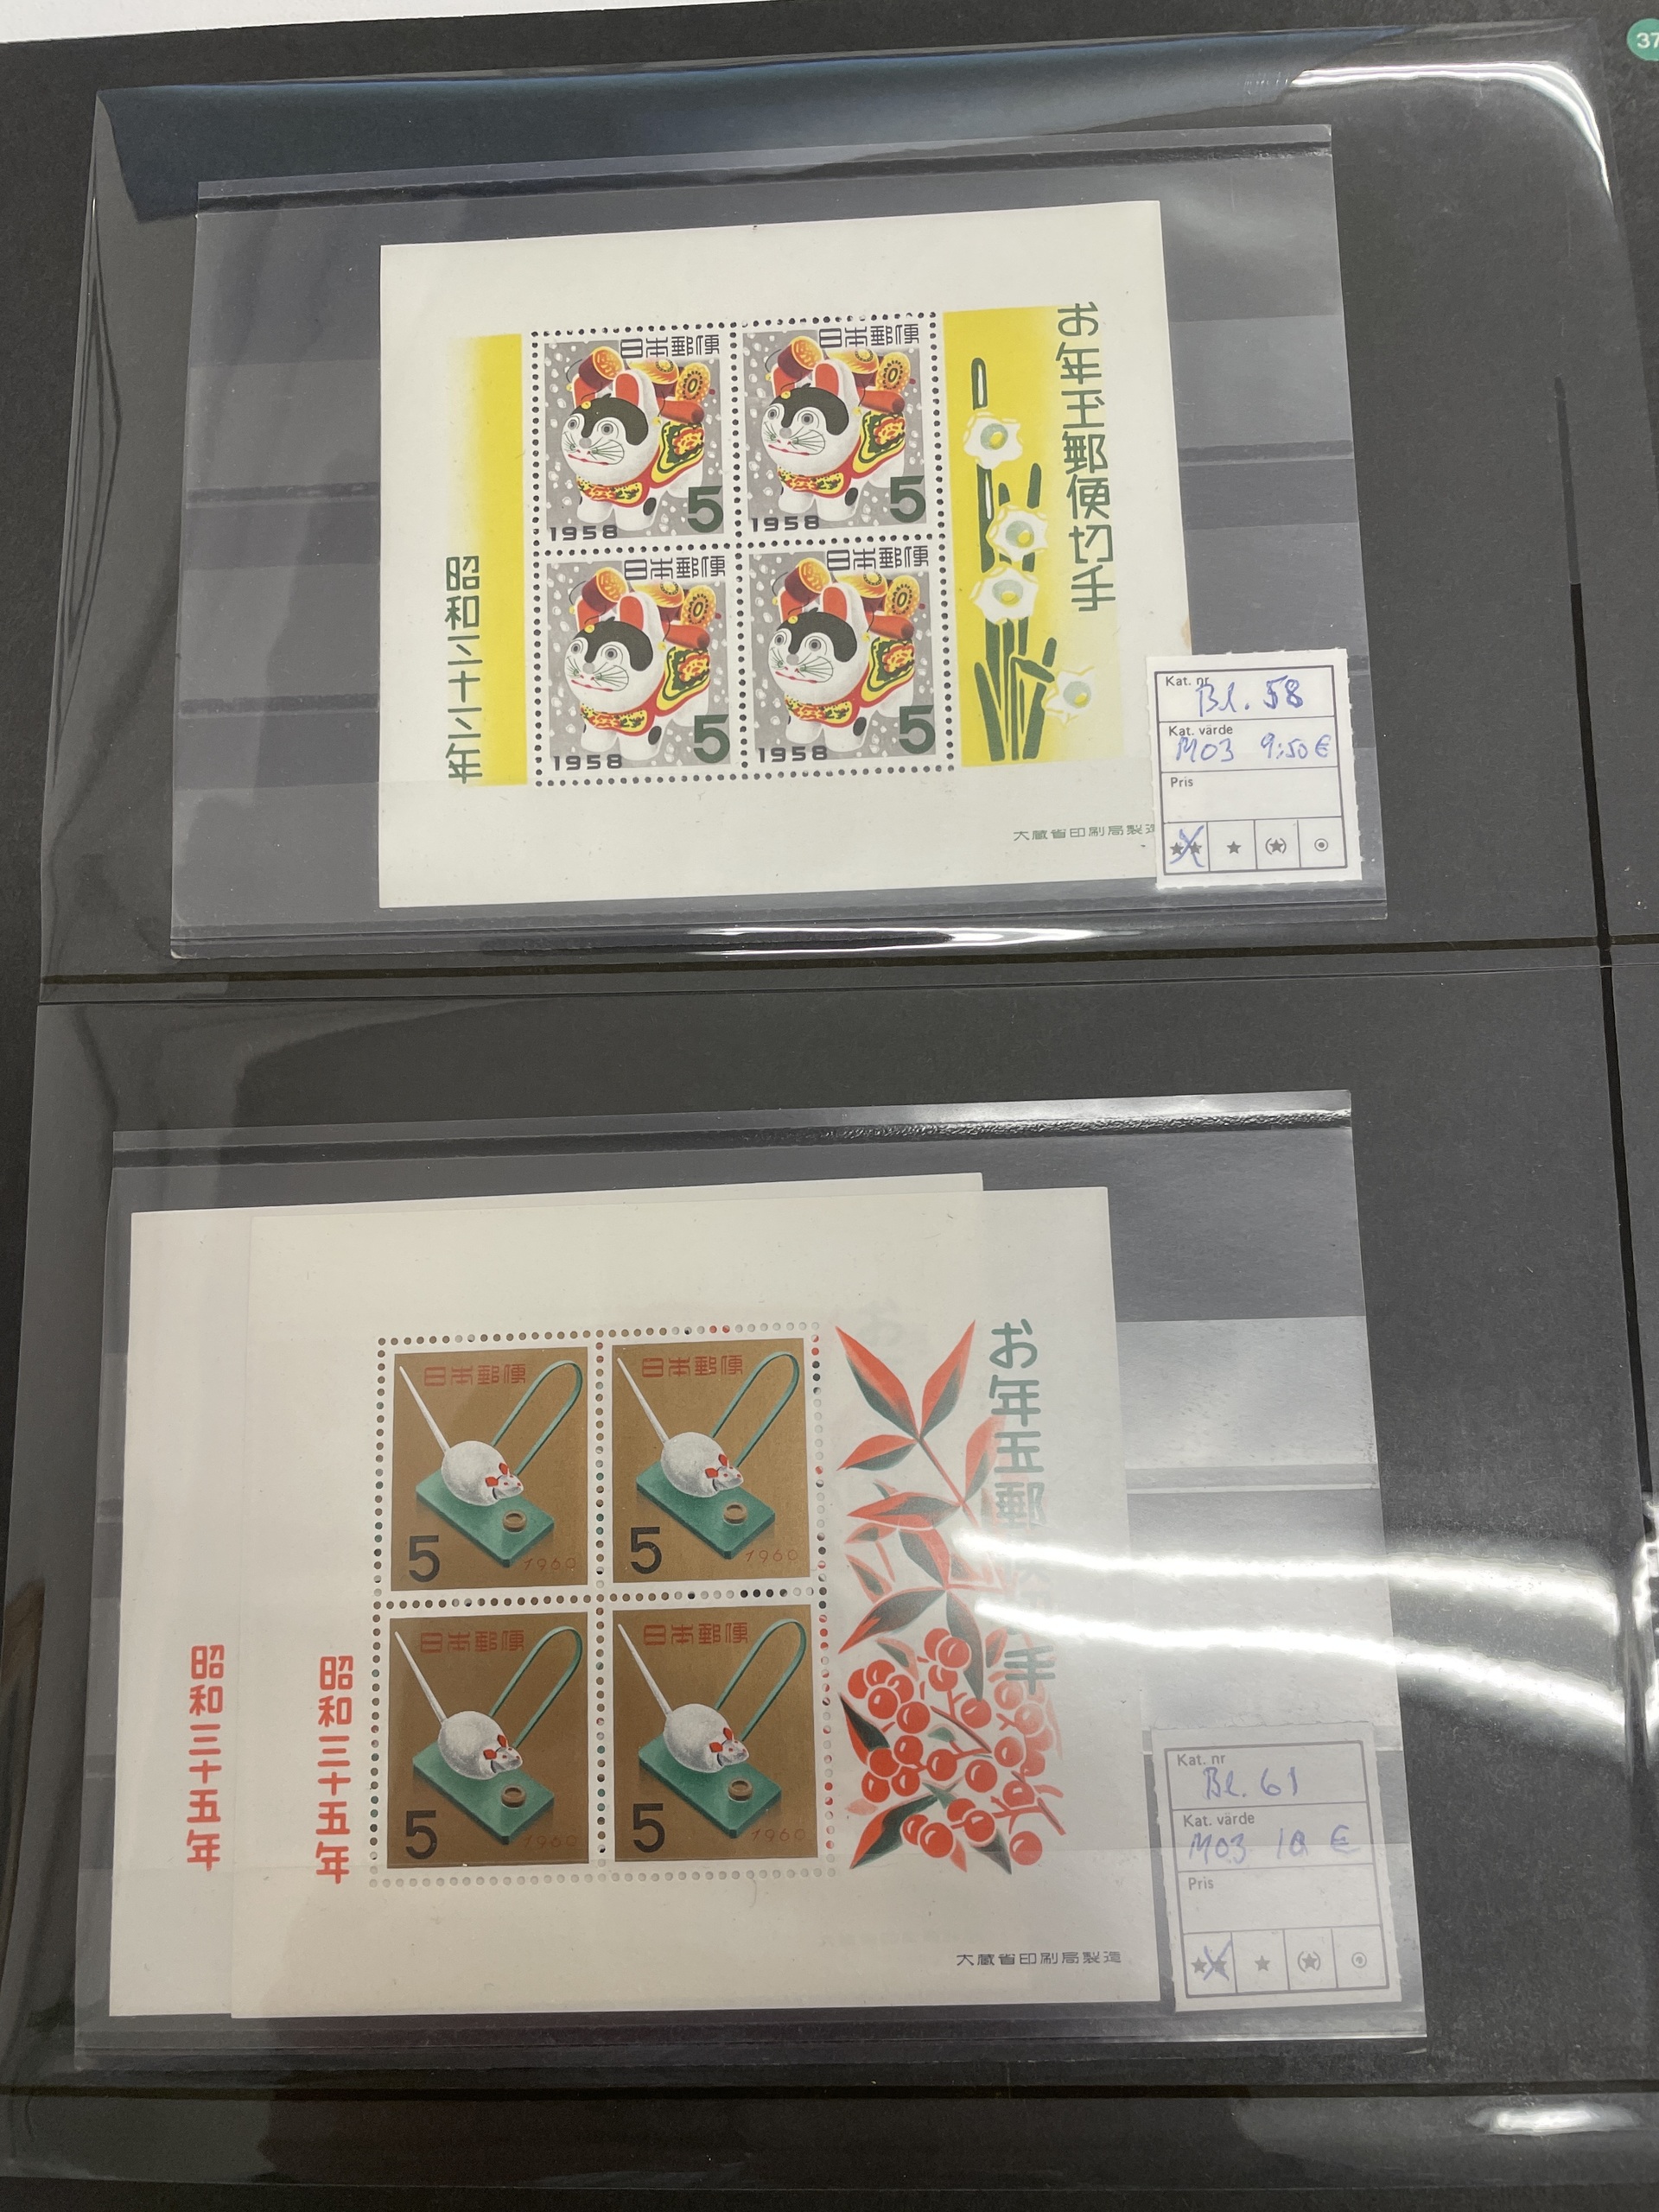 37
お年玉郵便切手
日本郵便
5
1958
日本郵便
5
1958
日本郵便
5
1958
日本郵便
5
1958
昭和三十三年
大蔵省印刷局製造
Kat. nr
Bl. 58
Kat. värde
M03 9:50 €
Pris
お年玉郵便切手
日本郵便
5
1960
日本郵便
5
1960
日本郵便
5
1960
日本郵便
5
1960
昭和三十五年
昭和三十五年
大蔵省印刷局製造
Kat. nr
Bl. 61
Kat. värde
M03 10 €
Pris